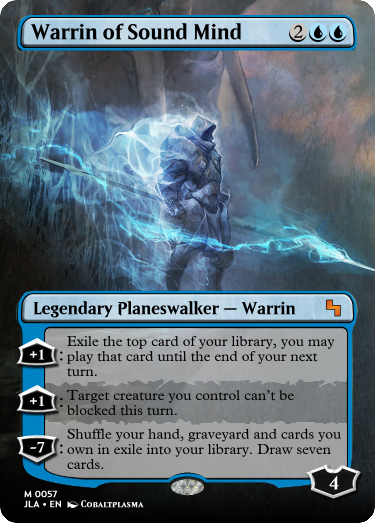 Warrin of Sound Mind 2
Legendary Planeswalker — Warrin
+1: Exile the top card of your library, you may
play that card until the end of your next
turn.
+1: Target creature you control can't be
blocked this turn.
-7: Shuffle your hand, graveyard and cards you
own in exile into your library. Draw seven
cards.
4
M 0057
JLA • EN Cobaltplasma